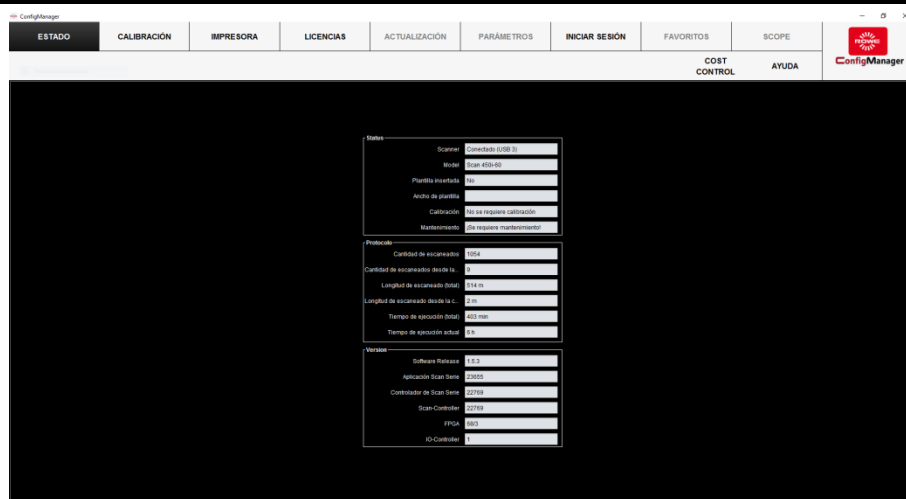 ConfigManager
ESTADO CALIBRACIÓN IMPRESORA LICENCIAS ACTUALIZACIÓN PARÁMETROS INICIAR SESIÓN FAVORITOS SCOPE
ROWE
ConfigManager
COST CONTROL AYUDA
Status
Scanner Conectado (USB 3)
Model Scan 450i-60
Plantilla insertada No
Ancho de plantilla
Calibración No se requiere calibración
Mantenimiento ¡Se requiere mantenimiento!
Protocolo
Cantidad de escaneados 1054
Cantidad de escaneados desde la... 9
Longitud de escaneado (total) 514 m
Longitud de escaneado desde la c... 2 m
Tiempo de ejecución (total) 403 min
Tiempo de ejecución actual 5 h
Version
Software Release 1.5.3
Aplicación Scan Serie 23655
Controlador de Scan Serie 22769
Scan-Controller 22769
FPGA 56/3
IO-Controller 1